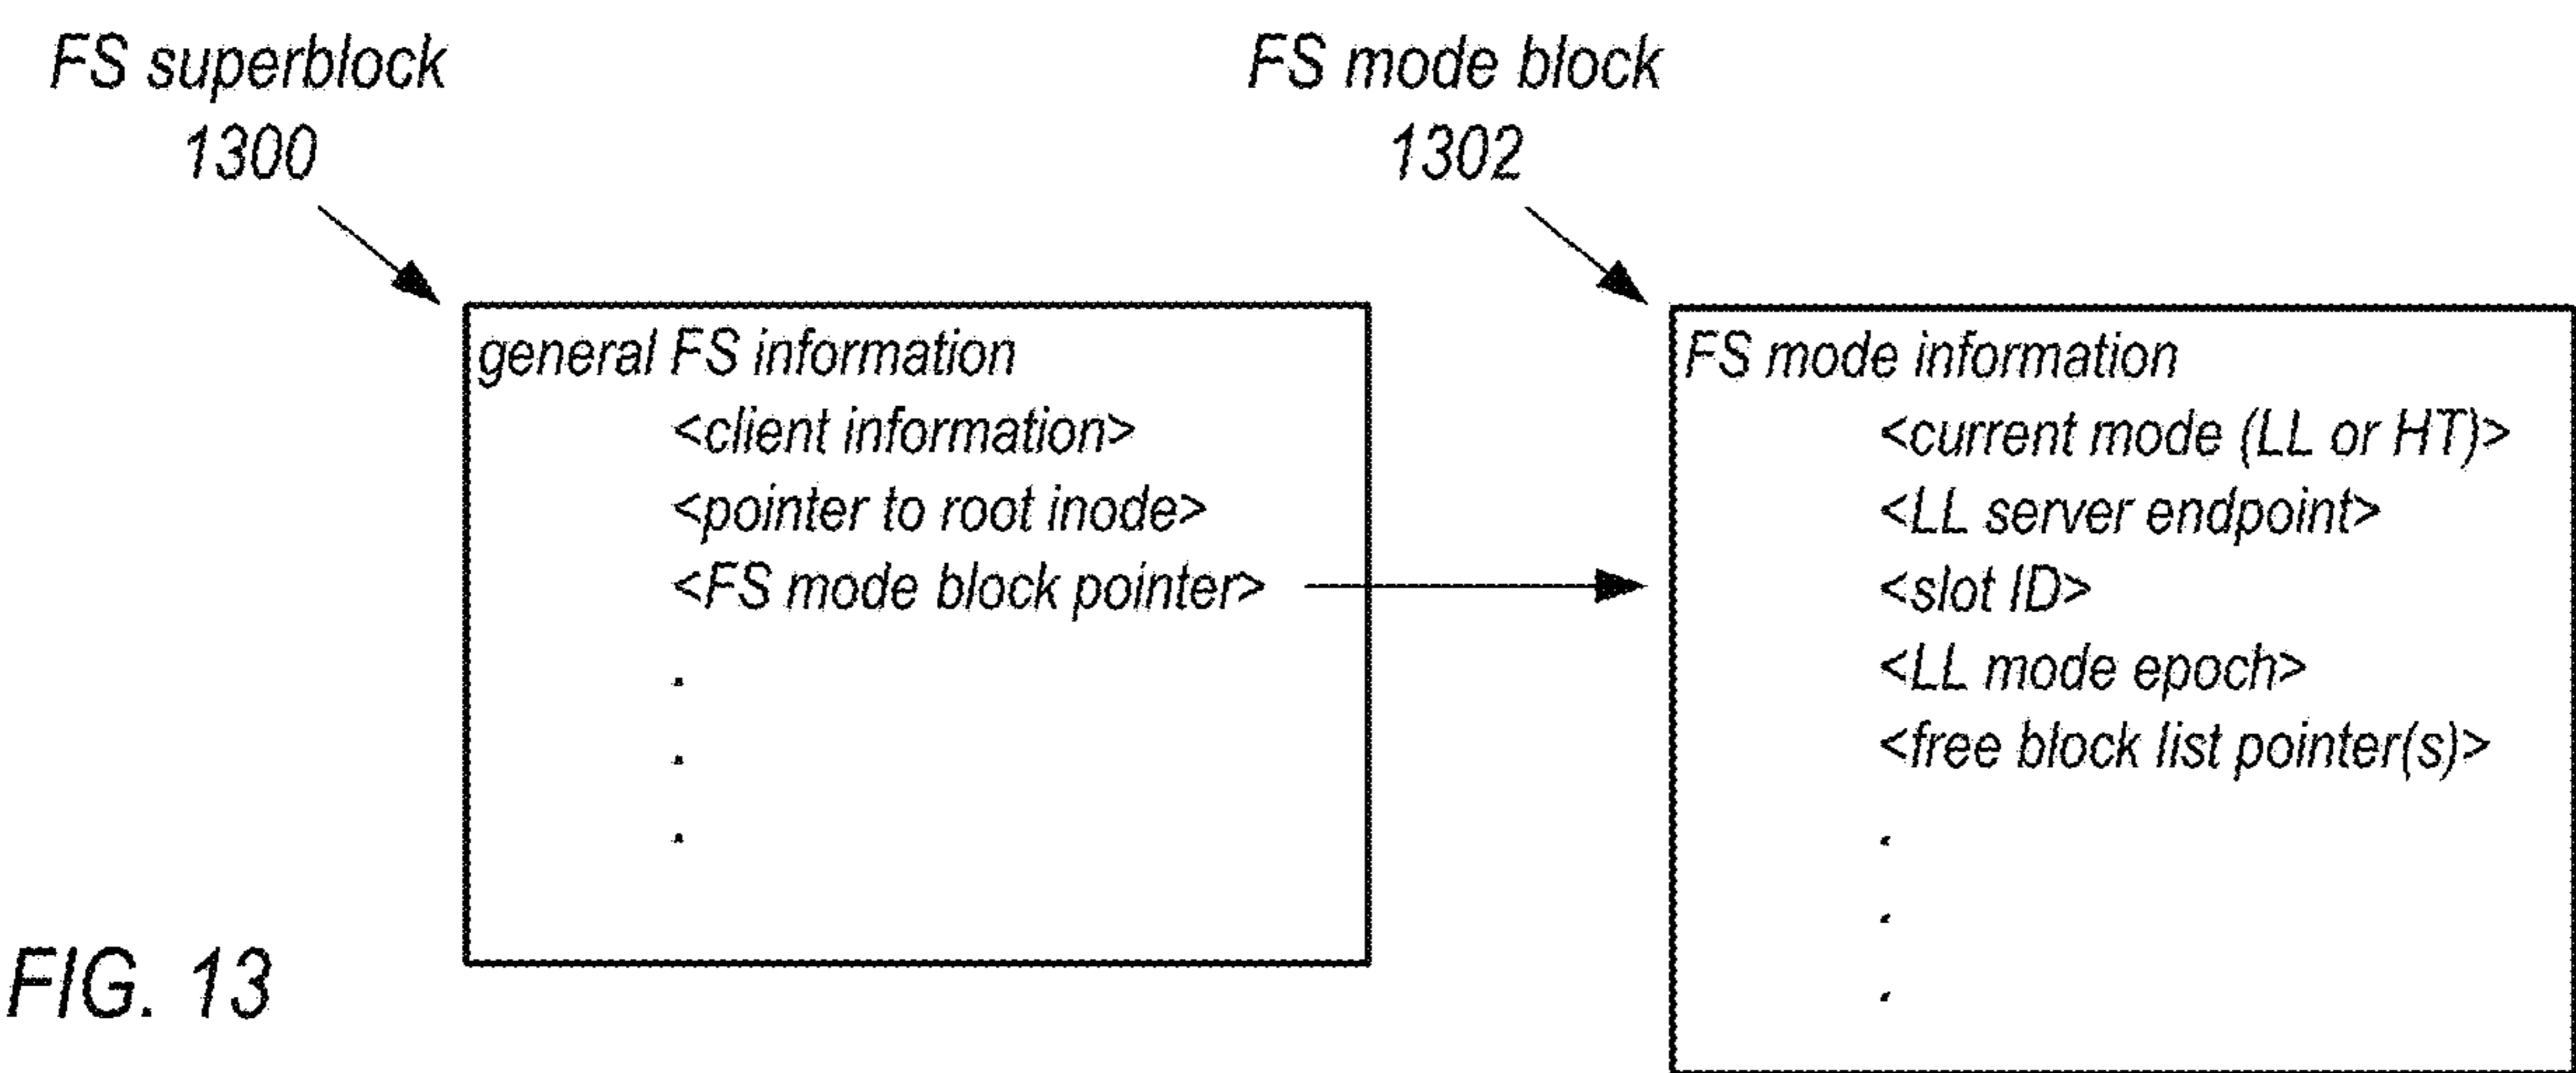 FS superblock
1300
FS mode block
1302
general FS information
<client information>
<pointer to root inode>
<FS mode block pointer>
.
.
.
FS mode information
<current mode (LL or HT)>
<LL server endpoint>
<slot ID>
<LL mode epoch>
<free block list pointer(s)>
.
.
.
FIG. 13